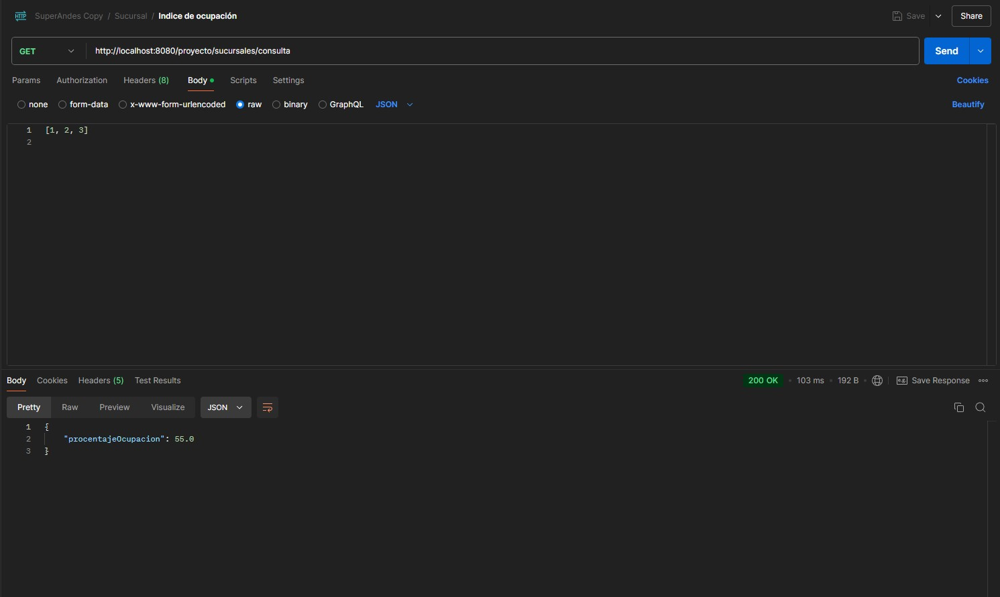 HTTP SuperAndes Copy / Sucursal / Indice de ocupación Save Share
GET http://localhost:8080/proyecto/sucursales/consulta Send
Params Authorization Headers (8) Body Scripts Settings Cookies
none form-data x-www-form-urlencoded raw binary GraphQL JSON Beautify
1 [1, 2, 3]
2
Body Cookies Headers (5) Test Results 200 OK 103 ms 192 B e.g. Save Response
Pretty Raw Preview Visualize JSON
1 {
2 "procentajeOcupacion": 55.0
3 }